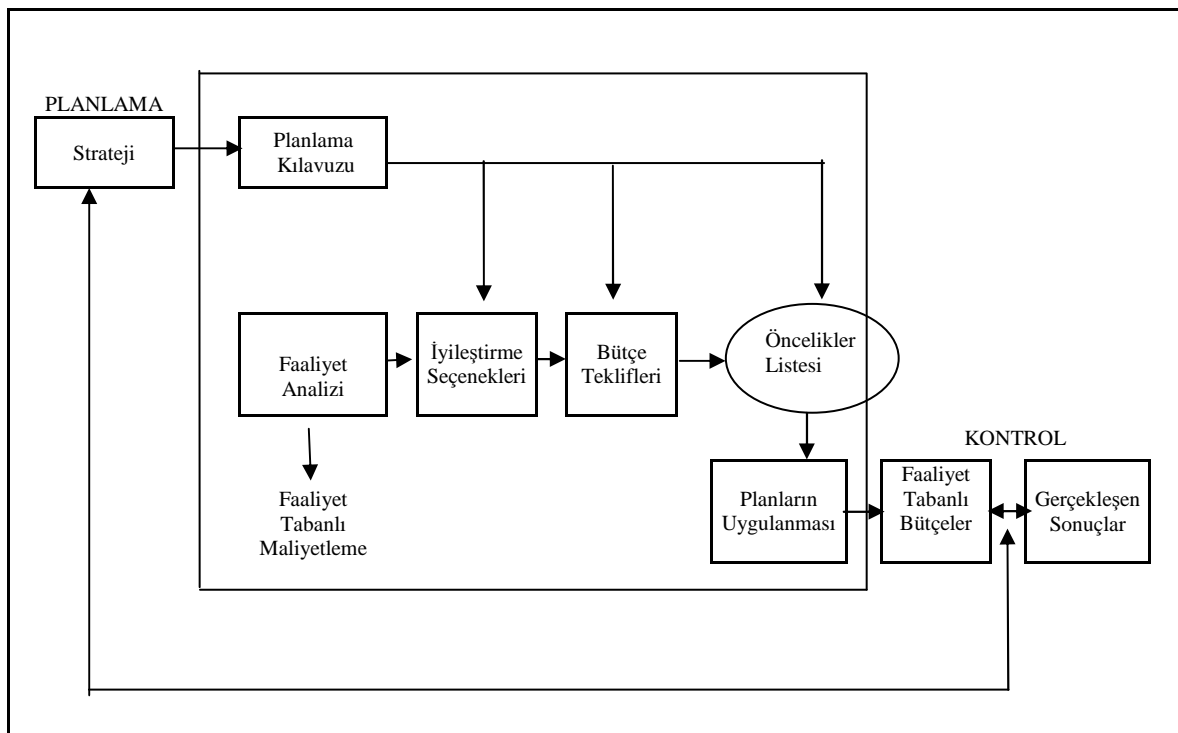 PLANLAMA
Strateji
Planlama
Kılavuzu
Faaliyet
Analizi
İyileştirme
Seçenekleri
Bütçe
Teklifleri
Öncelikler
Listesi
Faaliyet
Tabanlı
Maliyetleme
Planların
Uygulanması
KONTROL
Faaliyet
Tabanlı
Bütçeler
Gerçekleşen
Sonuçlar